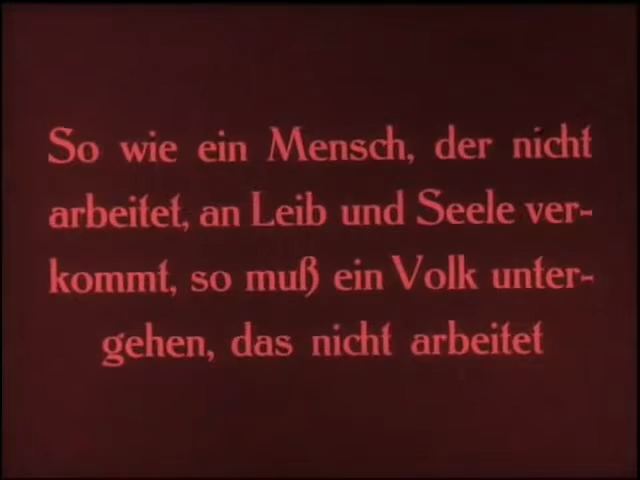 So wie ein Mensch, der nicht
arbeitet, an Leib und Seele ver-
kommt, so muß ein Volk unter-
gehen, das nicht arbeitet